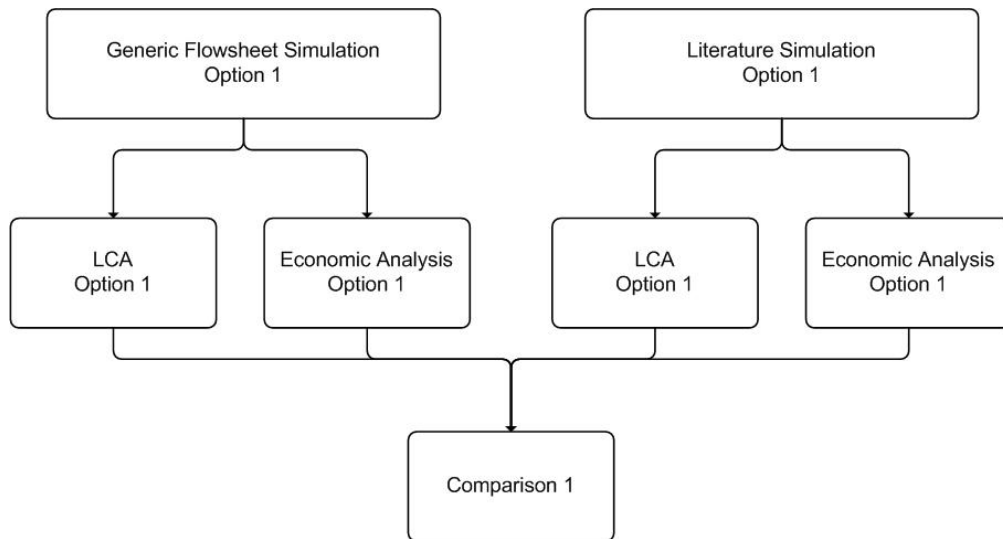 Generic Flowsheet Simulation
Option 1
Literature Simulation
Option 1
LCA
Option 1
Economic Analysis
Option 1
LCA
Option 1
Economic Analysis
Option 1
Comparison 1